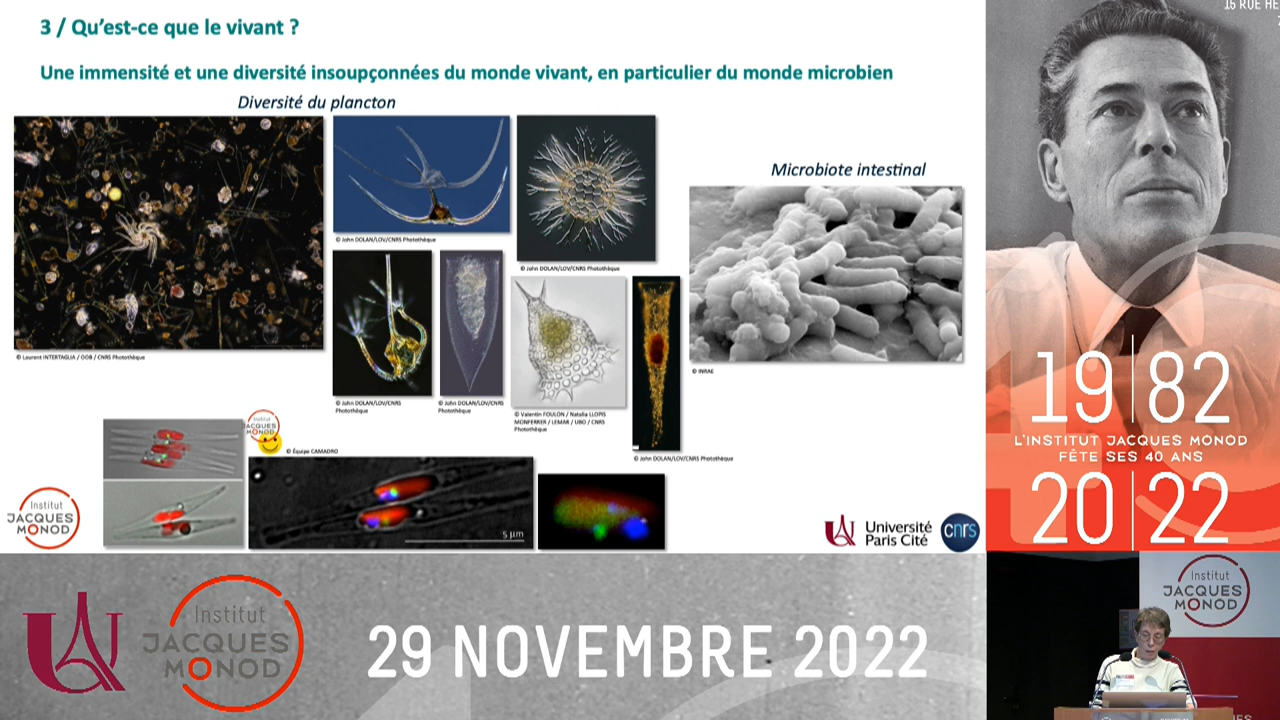 3 / Qu'est-ce que le vivant ?
Une immensité et une diversité insoupçonnées du monde vivant, en particulier du monde microbien
Diversité du plancton
Microbiote intestinal
© Laurent INTERTAGLIA / OOB / CNRS Photothèque
© John DOLAN/LOV/CNRS Photothèque
© John DOLAN/LOV/CNRS Photothèque
© John DOLAN/LOV/CNRS
Photothèque
© John DOLAN/LOV/CNRS
Photothèque
© Valentin FOULON / Natalia LLOPIS
MONFERRER / LEMAR / UBO / CNRS
Photothèque
© John DOLAN/LOV/CNRS Photothèque
© INRAE
Institut
JACQUES
MONOD
© Équipe CAMADRO
5 µm
Institut
JACQUES
MONOD
Université
Paris Cité
cnrs
15 RUE HE
19 82
L'INSTITUT JACQUES MONOD
FÊTE SES 40 ANS
20 22
Institut
JACQUES
MONOD
29 NOVEMBRE 2022
Institut
JACQUES
MONOD